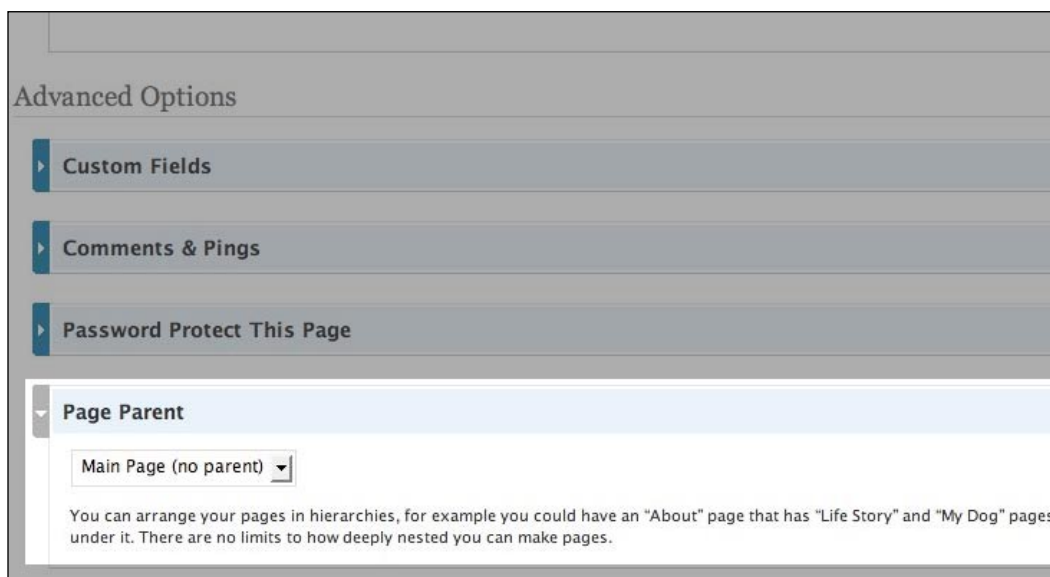 Advanced Options
Custom Fields
Comments & Pings
Password Protect This Page
Page Parent
Main Page (no parent)
You can arrange your pages in hierarchies, for example you could have an “About” page that has “Life Story” and “My Dog” pages
under it. There are no limits to how deeply nested you can make pages.